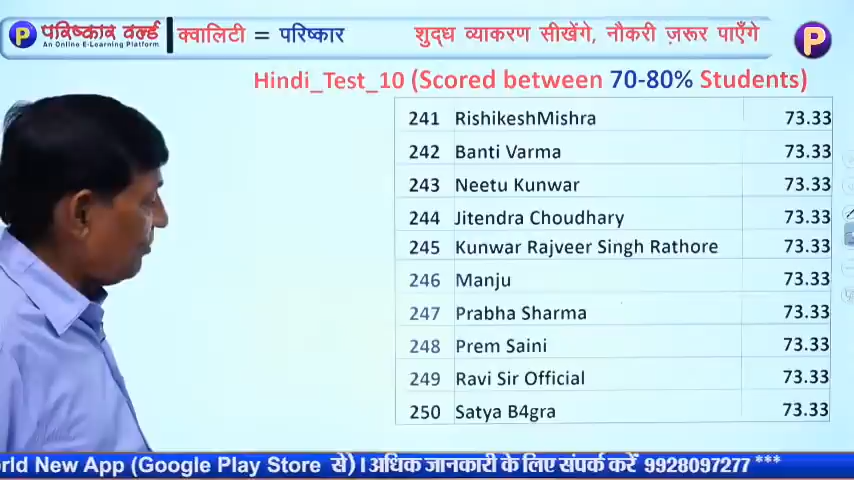 परिष्कार वर्ल्ड
An Online E-Learning Platform
क्वालिटी = परिष्कार
शुद्ध व्याकरण सीखेंगे, नौकरी ज़रूर पाएँगे
P
P
Hindi_Test_10 (Scored between 70-80% Students)
241 RishikeshMishra 73.33
242 Banti Varma 73.33
243 Neetu Kunwar 73.33
244 Jitendra Choudhary 73.33
245 Kunwar Rajveer Singh Rathore 73.33
246 Manju 73.33
247 Prabha Sharma 73.33
248 Prem Saini 73.33
249 Ravi Sir Official 73.33
250 Satya B4gra 73.33
rld New App (Google Play Store से) । अधिक जानकारी के लिए संपर्क करें 9928097277 ***